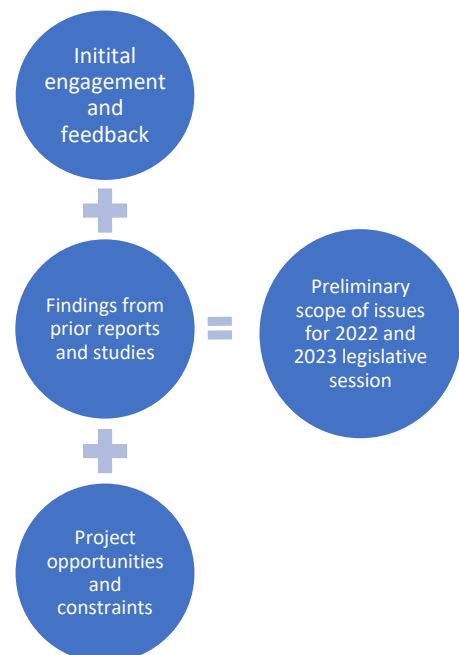 Initital
engagement
and
feedback
Findings from
prior reports
and studies
Project
opportunities
and
constraints
Preliminary
scope of issues
for 2022 and
2023 legislative
session